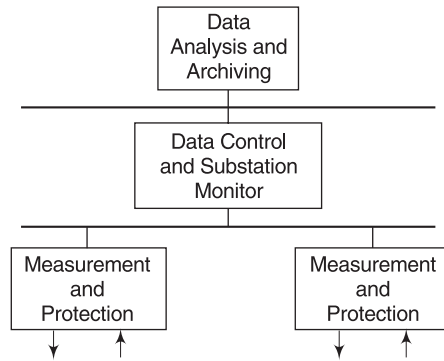 Data
Analysis and
Archiving
Data Control
and Substation
Monitor
Measurement
and
Protection
Measurement
and
Protection